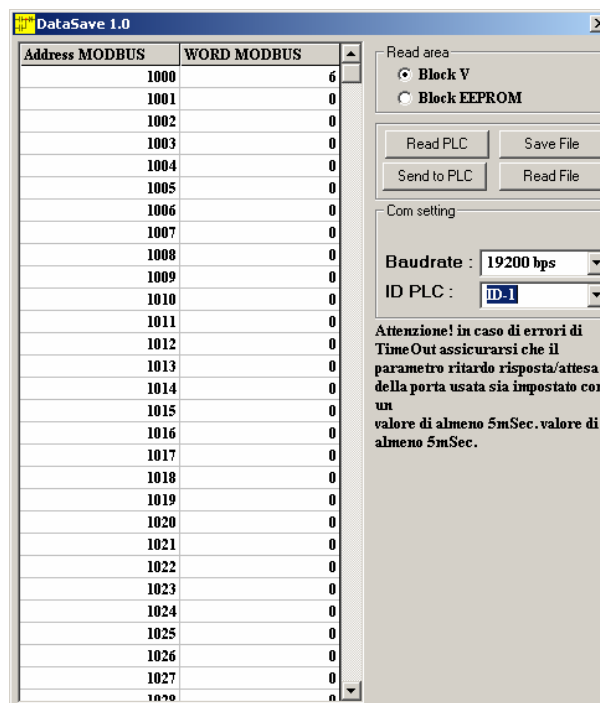 DataSave 1.0
Address MODBUS WORD MODBUS
1000 6
1001 0
1002 0
1003 0
1004 0
1005 0
1006 0
1007 0
1008 0
1009 0
1010 0
1011 0
1012 0
1013 0
1014 0
1015 0
1016 0
1017 0
1018 0
1019 0
1020 0
1021 0
1022 0
1023 0
1024 0
1025 0
1026 0
1027 0
1028 0
Read area
Block V
Block EEPROM
Read PLC Save File
Send to PLC Read File
Com setting
Baudrate : 19200 bps
ID PLC : ID-1
Attenzione! in caso di errori di
TimeOut assicurarsi che il
parametro ritardo risposta/attesa
della porta usata sia impostato con
un
valore di almeno 5mSec. valore di
almeno 5mSec.